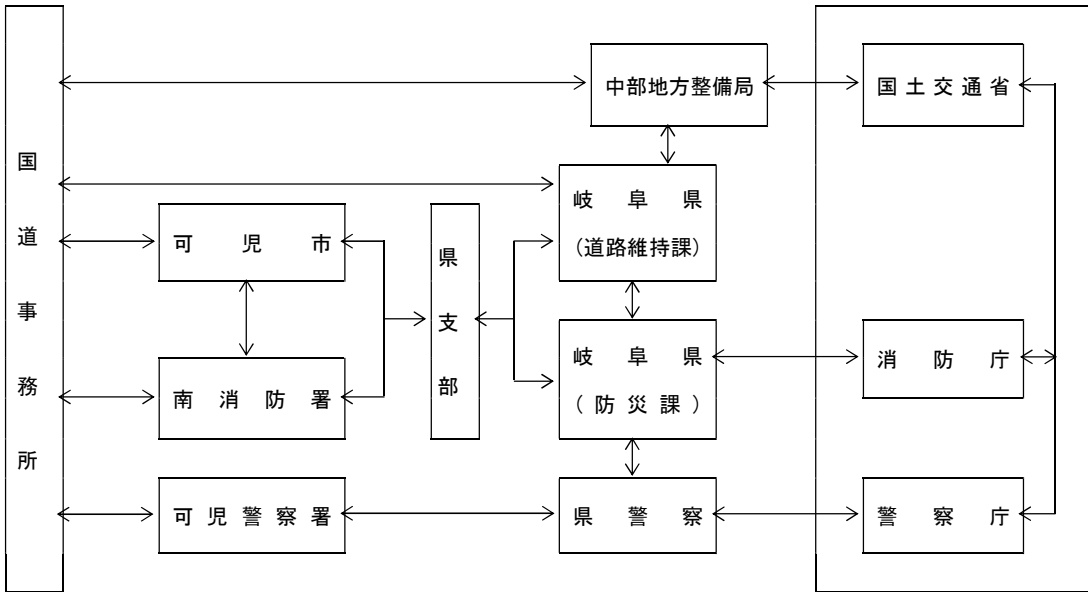 国道事務所
中部地方整備局
国土交通省
岐阜県
(道路維持課)
可児市
県支部
岐阜県
(防災課)
消防庁
南消防署
可児警察署
県警察
警察庁